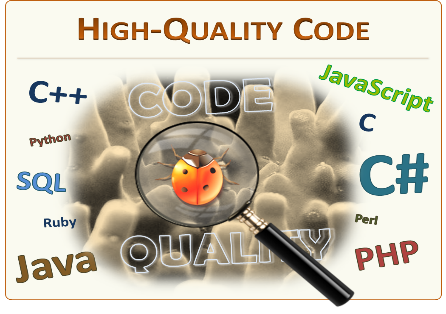 HIGH-QUALITY CODE
C++
CODE
JavaScript
Python
C
SQL
C#
Ruby
Perl
Java
QUALITY
PHP